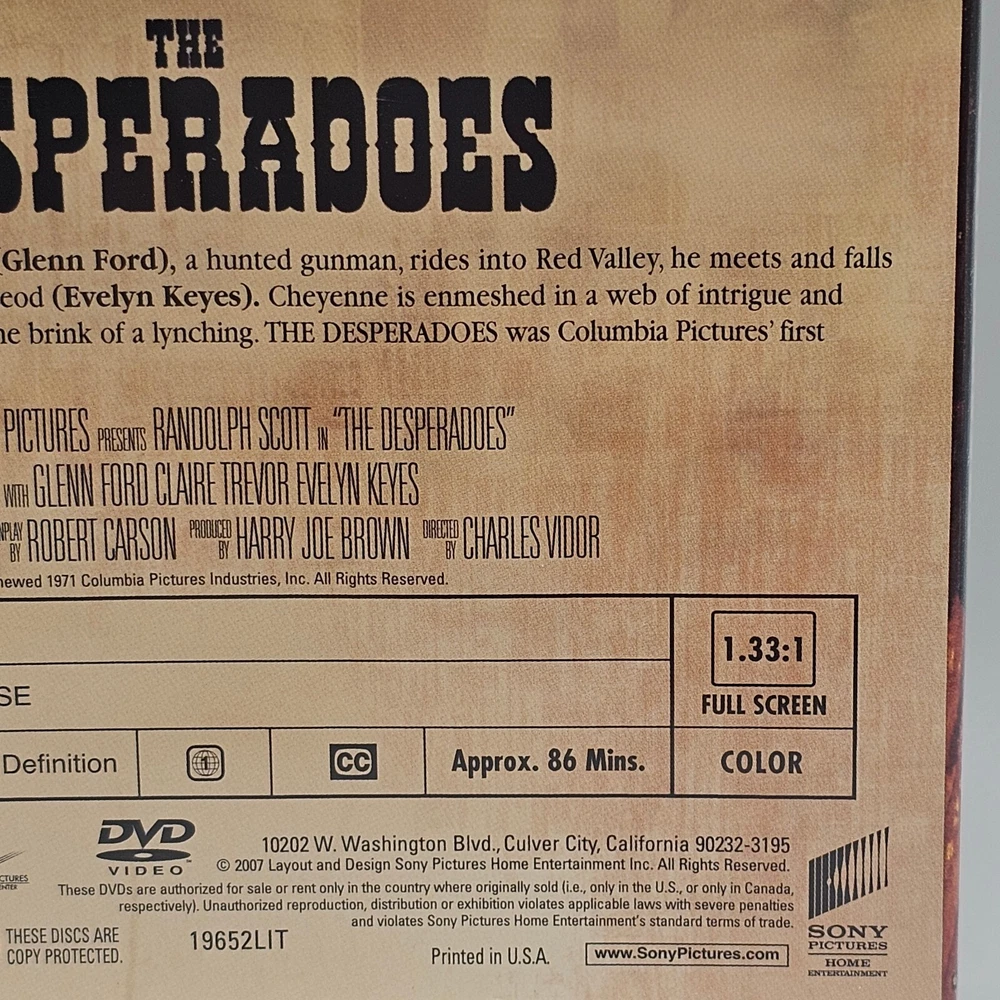 THE
SPERADOES
(Glenn Ford), a hunted gunman, rides into Red Valley, he meets and falls
eod (Evelyn Keyes). Cheyenne is enmeshed in a web of intrigue and
he brink of a lynching. THE DESPERADOES was Columbia Pictures' first
PICTURES PRESENTS RANDOLPH SCOTT IN "THE DESPERADOES"
WITH GLENN FORD CLAIRE TREVOR EVELYN KEYES
NPLAY BY ROBERT CARSON PRODUCED BY HARRY JOE BROWN DIRECTED BY CHARLES VIDOR
newed 1971 Columbia Pictures Industries, Inc. All Rights Reserved.
1.33:1
SE
FULL SCREEN
Definition
1
CC
Approx. 86 Mins.
COLOR
DVD
VIDEO
10202 W. Washington Blvd., Culver City, California 90232-3195
© 2007 Layout and Design Sony Pictures Home Entertainment Inc. All Rights Reserved.
These DVDs are authorized for sale or rent only in the country where originally sold (i.e., only in the U.S., or only in Canada,
respectively). Unauthorized reproduction, distribution or exhibition violates applicable laws with severe penalties
and violates Sony Pictures Home Entertainment's standard terms of trade.
CTURES
NTER
THESE DISCS ARE
COPY PROTECTED.
19652LIT
Printed in U.S.A.
www.SonyPictures.com
SONY
PICTURES
HOME
ENTERTAINMENT